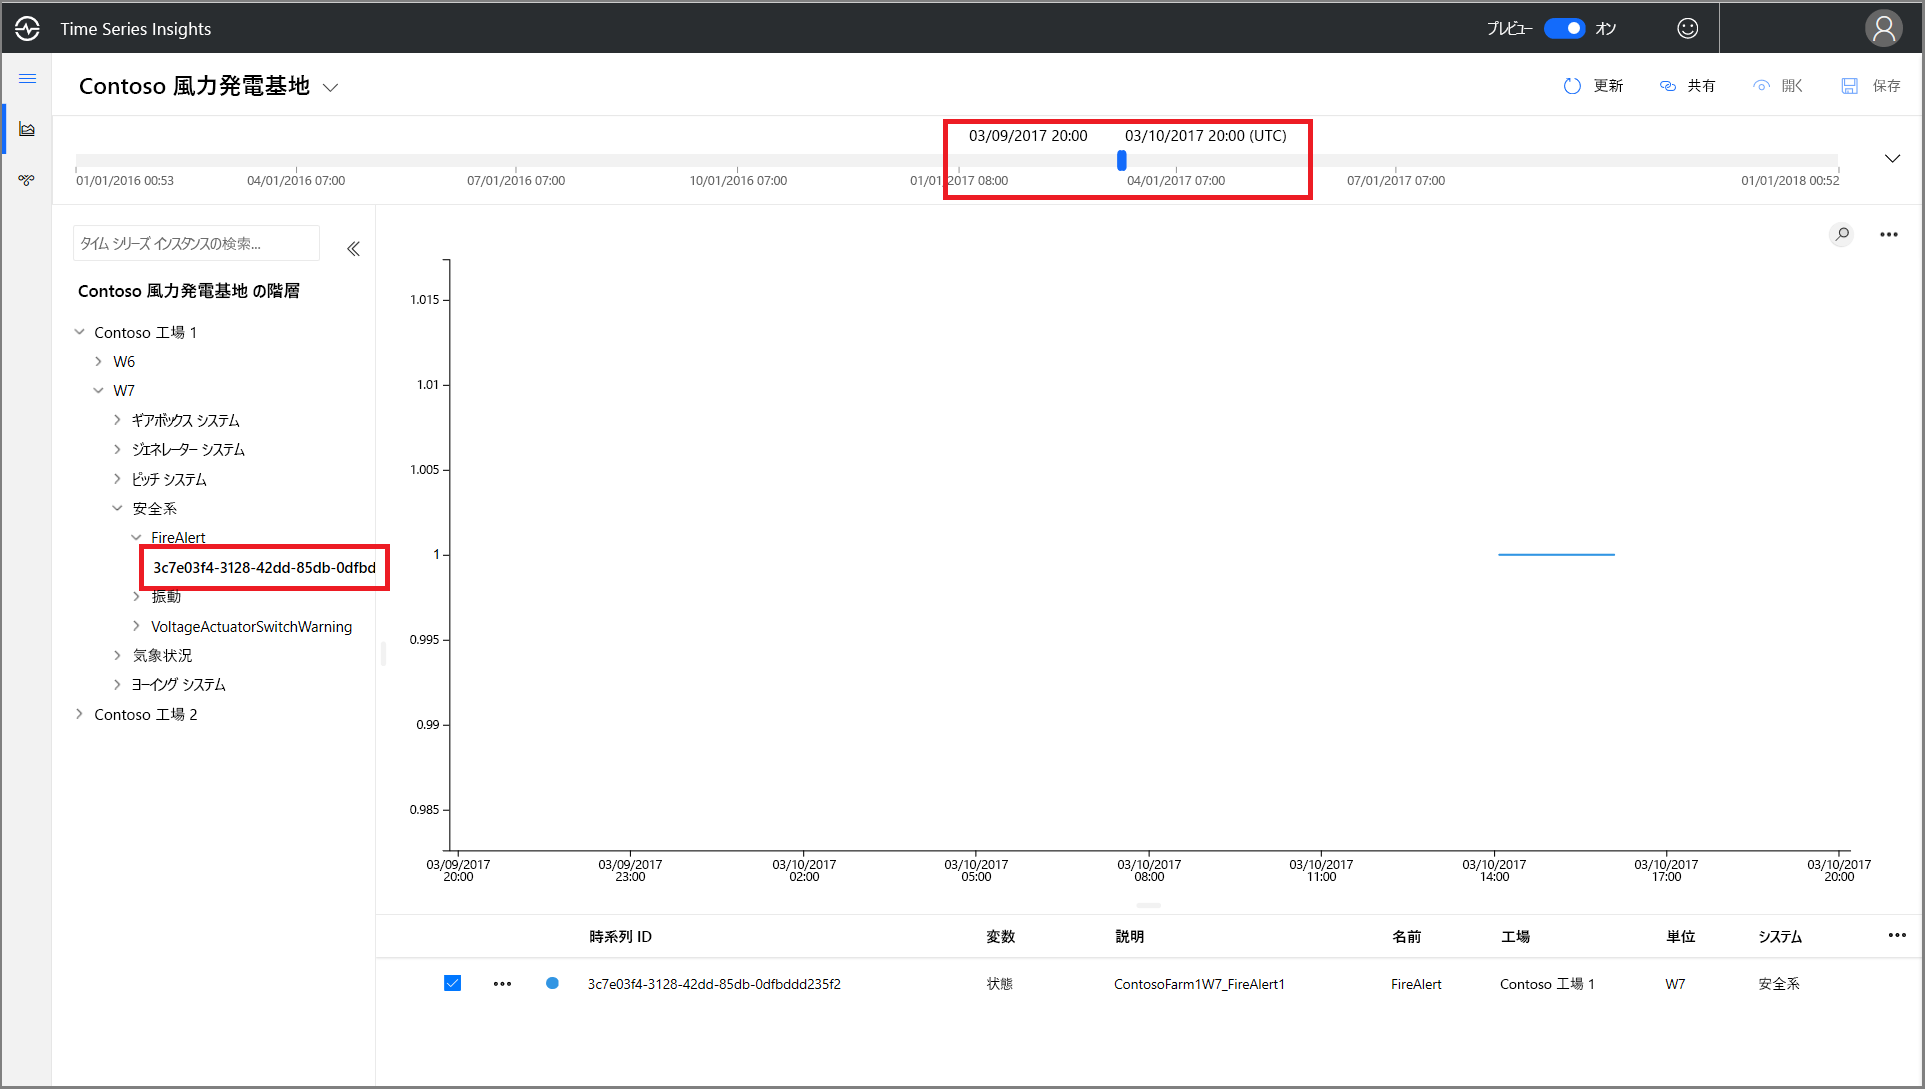 Time Series Insights
プレビュー オン
Contoso 風力発電基地
更新 共有 開く 保存
03/09/2017 20:00 03/10/2017 20:00 (UTC)
01/01/2016 00:53 04/01/2016 07:00 07/01/2016 07:00 10/01/2016 07:00 01/01/2017 08:00 04/01/2017 07:00 07/01/2017 07:00 01/01/2018 00:52
タイム シリーズ インスタンスの検索...
Contoso 風力発電基地 の階層
Contoso 工場 1
W6
W7
ギアボックス システム
ジェネレーター システム
ピッチ システム
安全系
FireAlert
3c7e03f4-3128-42dd-85db-0dfbd
振動
VoltageActuatorSwitchWarning
気象状況
ヨーイング システム
Contoso 工場 2
1.015
1.01
1.005
1
0.995
0.99
0.985
03/09/2017 03/09/2017 03/10/2017 03/10/2017 03/10/2017 03/10/2017 03/10/2017 03/10/2017 03/10/2017
20:00 23:00 02:00 05:00 08:00 11:00 14:00 17:00 20:00
時系列 ID 変数 説明 名前 工場 単位 システム
3c7e03f4-3128-42dd-85db-0dfbddd235f2 状態 ContosoFarm1W7_FireAlert1 FireAlert Contoso 工場 1 W7 安全系